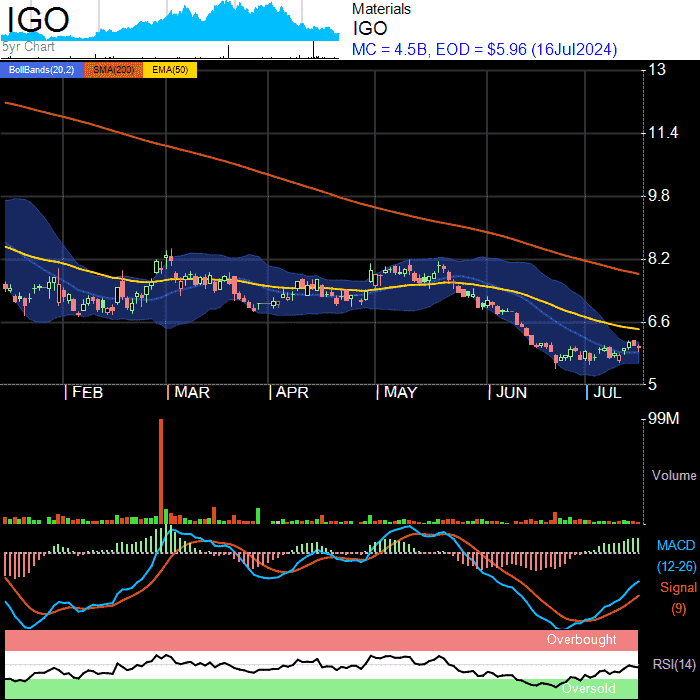 IGO
5yr Chart
Materials
IGO
MC = 4.5B, EOD = $5.96 (16Jul2024)
BollBands(20,2) SMA(200) EMA(50)
13
11.4
9.8
8.2
6.6
5
FEB MAR APR MAY JUN JUL
99M
Volume
MACD
(12-26)
Signal
(9)
Overbought
RSI(14)
Oversold